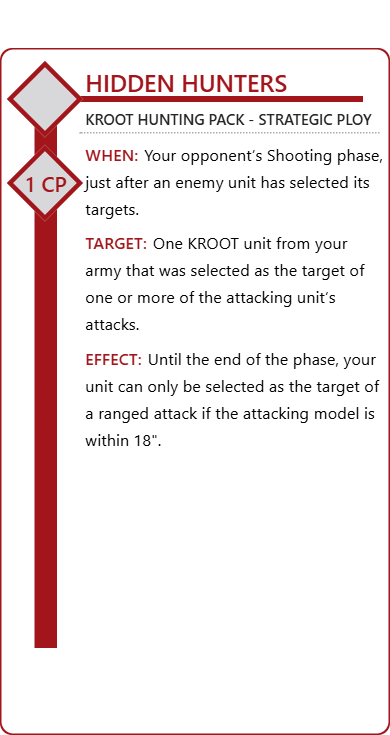 HIDDEN HUNTERS
KROOT HUNTING PACK - STRATEGIC PLOY
1 CP
WHEN: Your opponent's Shooting phase,
just after an enemy unit has selected its
targets.
TARGET: One KROOT unit from your
army that was selected as the target of
one or more of the attacking unit's
attacks.
EFFECT: Until the end of the phase, your
unit can only be selected as the target of
a ranged attack if the attacking model is
within 18".